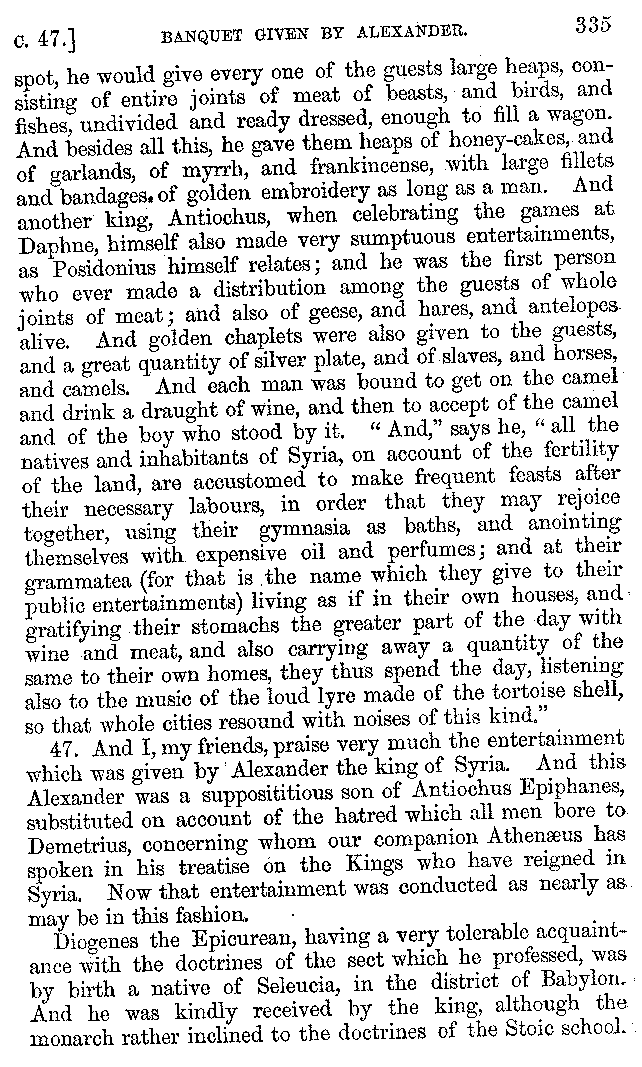 C. 47.] BANQUET GIVEN BY ALEXANDER. 335
spot, he would give every one of the guests large heaps, con-
sisting of entire joints of meat of beasts, and birds, and
fishes, undivided and ready dressed, enough to fill a wagon.
And besides all this, he gave them heaps of honey-cakes, and
of garlands, of myrrh, and frankincense, with large fillets
and bandages of golden embroidery as long as a man. And
another king, Antiochus, when celebrating the games at
Daphne, himself also made very sumptuous entertainments,
as Posidonius himself relates; and he was the first person
who ever made a distribution among the guests of whole
joints of meat; and also of geese, and hares, and antelopes
alive. And golden chaplets were also given to the guests,
and a great quantity of silver plate, and of slaves, and horses,
and camels. And each man was bound to get on the camel
and drink a draught of wine, and then to accept of the camel
and of the boy who stood by it. “ And,” says he, “ all the
natives and inhabitants of Syria, on account of the fertility
of the land, are accustomed to make frequent feasts after
their necessary labours, in order that they may rejoice
together, using their gymnasia as baths, and anointing
themselves with expensive oil and perfumes; and at their
grammatea (for that is the name which they give to their
public entertainments) living as if in their own houses, and
gratifying their stomachs the greater part of the day with
wine and meat, and also carrying away a quantity of the
same to their own homes, they thus spend the day, listening
also to the music of the loud lyre made of the tortoise shell,
so that whole cities resound with noises of this kind.”
47. And I, my friends, praise very much the entertainment
which was given by Alexander the king of Syria. And this
Alexander was a supposititious son of Antiochus Epiphanes,
substituted on account of the hatred which all men bore to
Demetrius, concerning whom our companion Athenæus has
spoken in his treatise on the Kings who have reigned in
Syria. Now that entertainment was conducted as nearly as
may be in this fashion.
Diogenes the Epicurean, having a very tolerable acquaint-
ance with the doctrines of the sect which he professed, was
by birth a native of Seleucia, in the district of Babylon.
And he was kindly received by the king, although the
monarch rather inclined to the doctrines of the Stoic school.